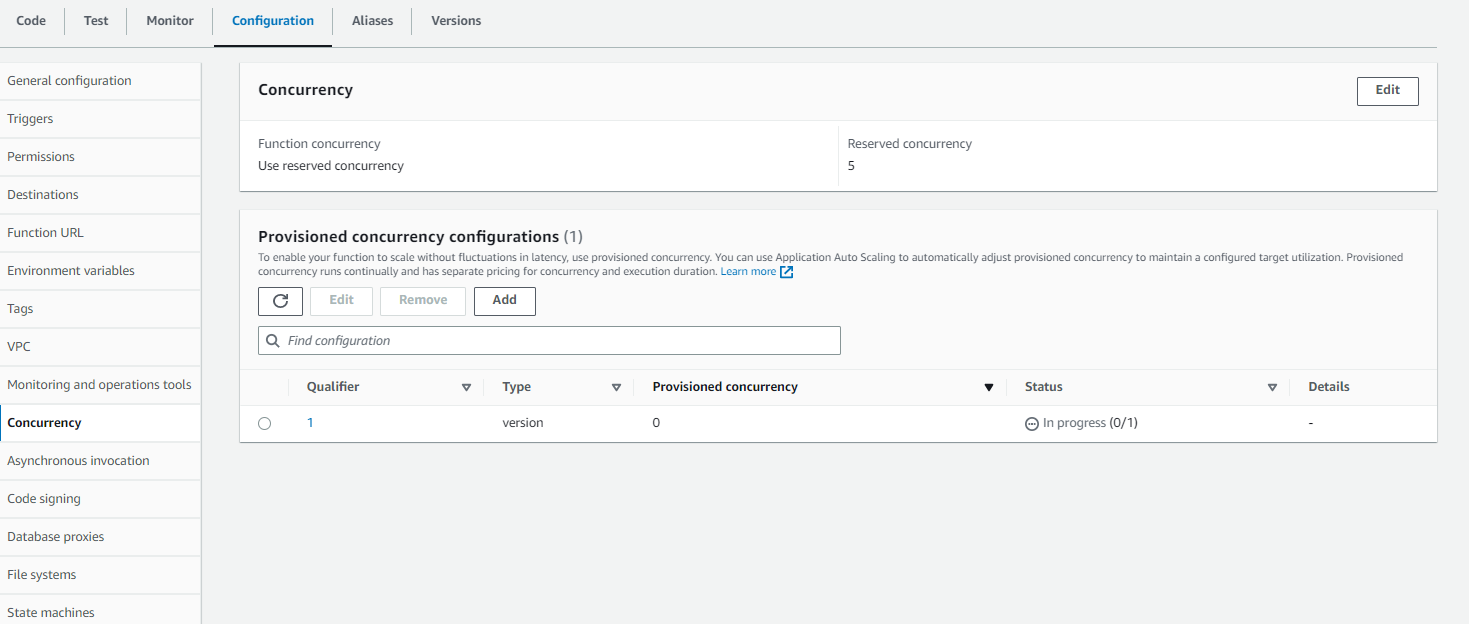 Code Test Monitor Configuration Aliases Versions
General configuration
Triggers
Permissions
Destinations
Function URL
Environment variables
Tags
VPC
Monitoring and operations tools
Concurrency
Asynchronous invocation
Code signing
Database proxies
File systems
State machines
Concurrency
Edit
Function concurrency
Use reserved concurrency
Reserved concurrency
5
Provisioned concurrency configurations (1)
To enable your function to scale without fluctuations in latency, use provisioned concurrency. You can use Application Auto Scaling to automatically adjust provisioned concurrency to maintain a configured target utilization. Provisioned
concurrency runs continually and has separate pricing for concurrency and execution duration. Learn more
Edit Remove Add
Find configuration
Qualifier Type Provisioned concurrency Status Details
1 version 0 In progress (0/1) -